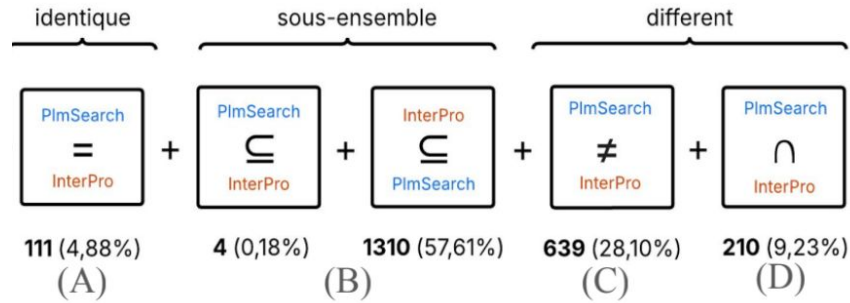 identique sous-ensemble different
PlmSearch PlmSearch InterPro PlmSearch PlmSearch
= + ⊆ + ⊆ + ≠ + ∩
InterPro InterPro PlmSearch InterPro InterPro
111 (4,88%) 4 (0,18%) 1310 (57,61%) 639 (28,10%) 210 (9,23%)
(A) (B) (C) (D)